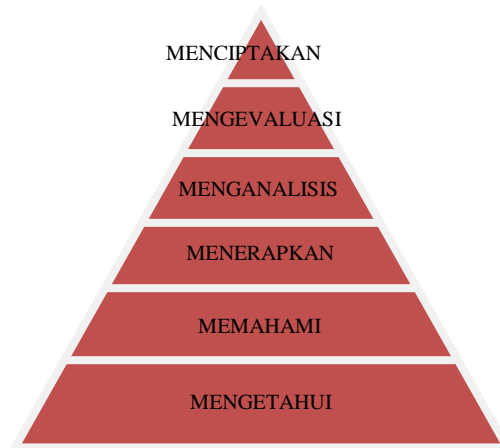 MENCIPTAKAN
MENGEVALUASI
MENGANALISIS
MENERAPKAN
MEMAHAMI
MENGETAHUI